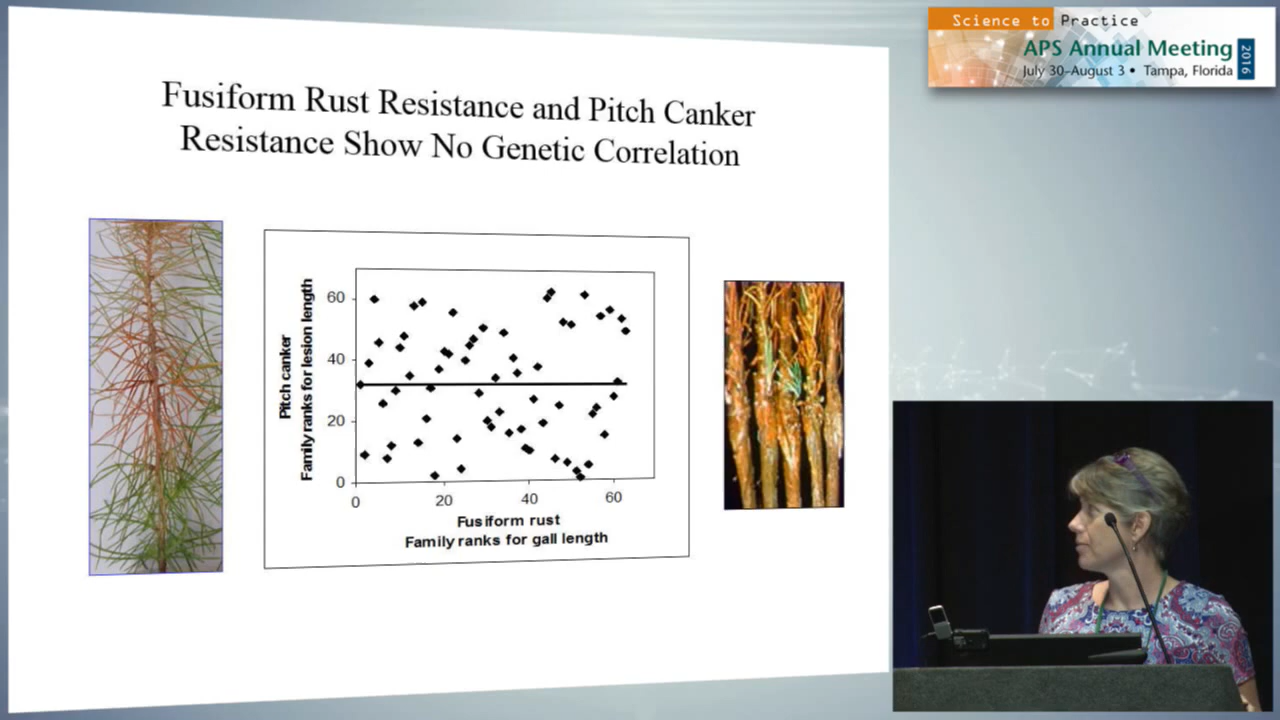 Science to Practice
APS Annual Meeting
2016
July 30-August 3 • Tampa, Florida
Fusiform Rust Resistance and Pitch Canker
Resistance Show No Genetic Correlation
Pitch canker
Family ranks for lesion length
60
40
20
0
0
20
40
60
Fusiform rust
Family ranks for gall length